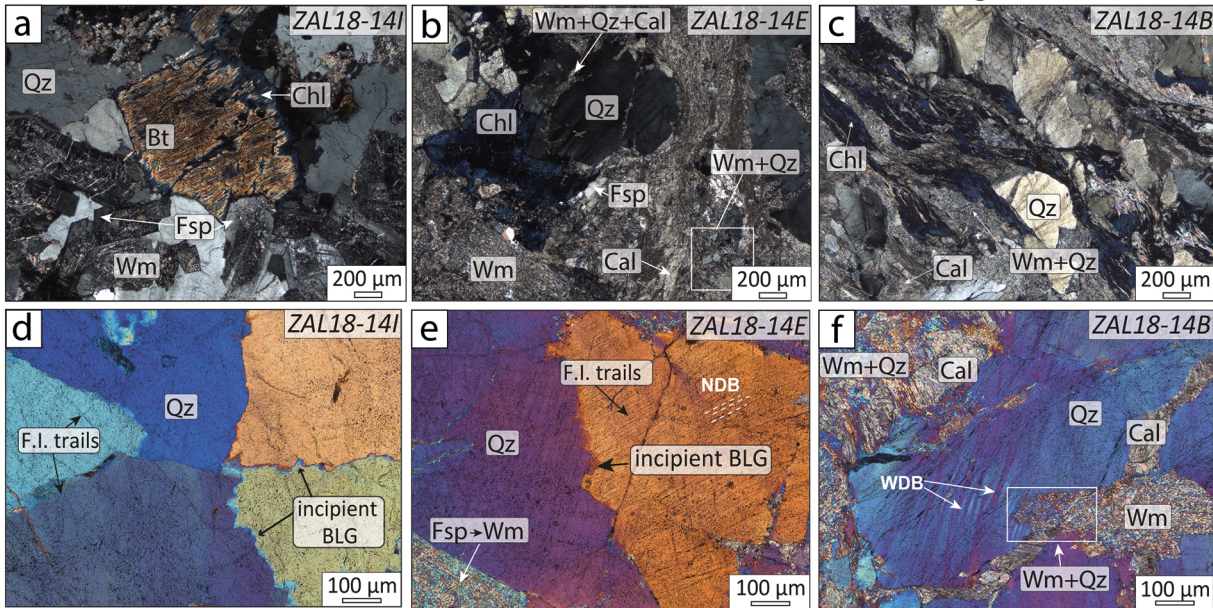 a
ZAL18-14I
Qz
Chl
Bt
Fsp
Wm
200 µm
b
Wm+Qz+Cal
ZAL18-14E
Chl
Qz
Wm+Qz
Fsp
Wm
Cal
200 µm
c
ZAL18-14B
Chl
Qz
Cal
Wm+Qz
200 µm
d
ZAL18-14I
Qz
F.I. trails
incipient
BLG
100 µm
e
ZAL18-14E
F.I. trails
NDB
Qz
incipient BLG
Fsp→Wm
100 µm
f
ZAL18-14B
Wm+Qz
Cal
Qz
Cal
WDB
Wm
Wm+Qz
100 µm